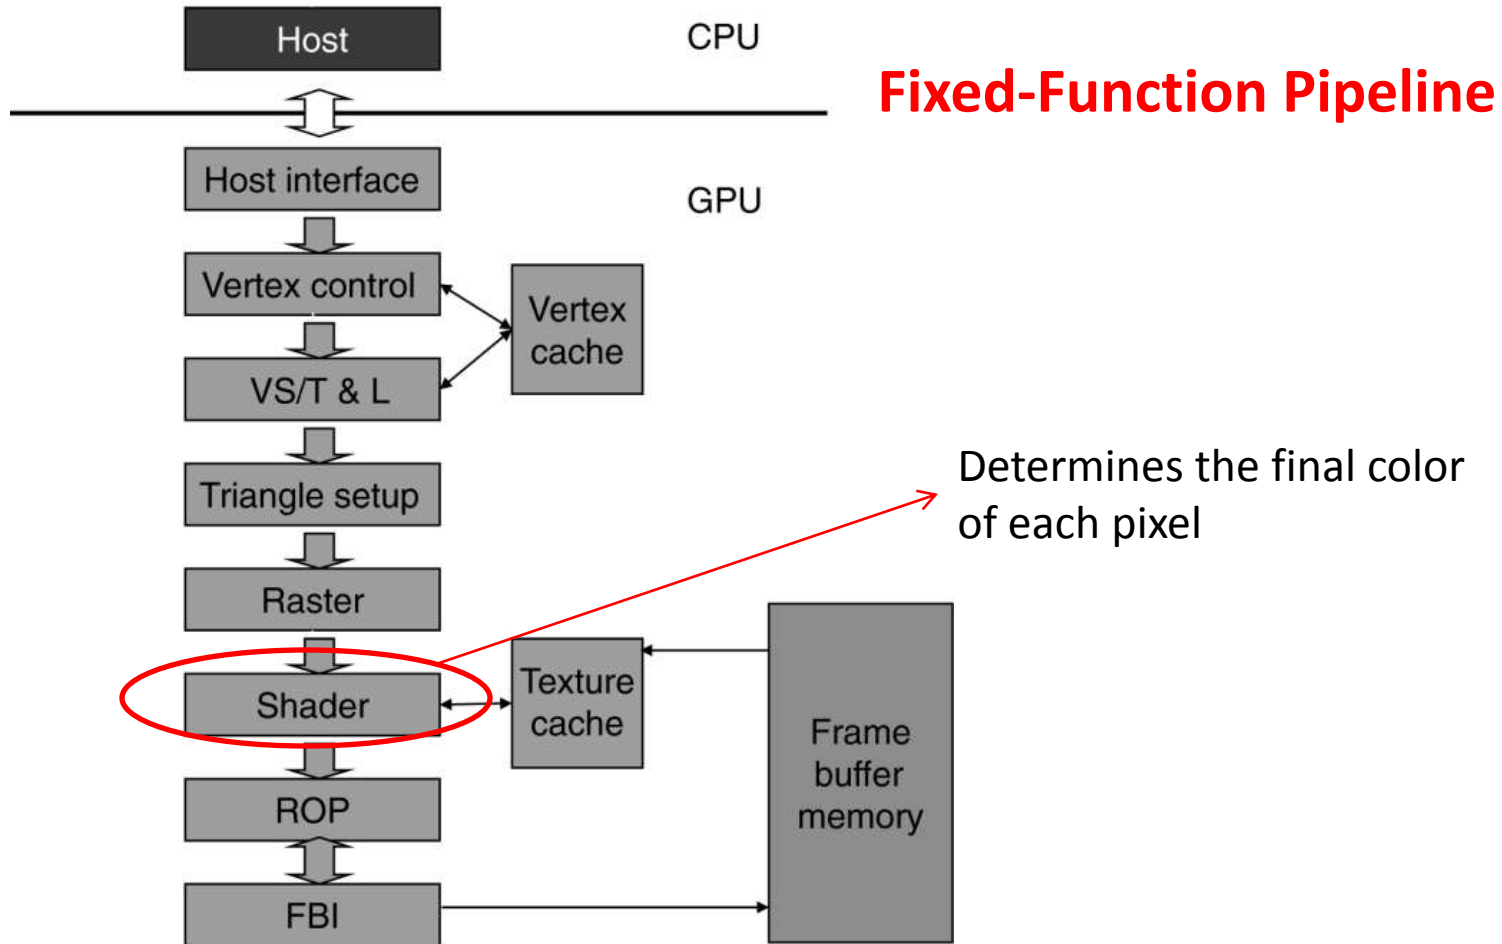 Host
CPU
Fixed-Function Pipeline
Host interface
GPU
Vertex control
Vertex
cache
VS/T & L
Triangle setup
Determines the final color
of each pixel
Raster
Shader
Texture
cache
Frame
buffer
memory
ROP
FBI